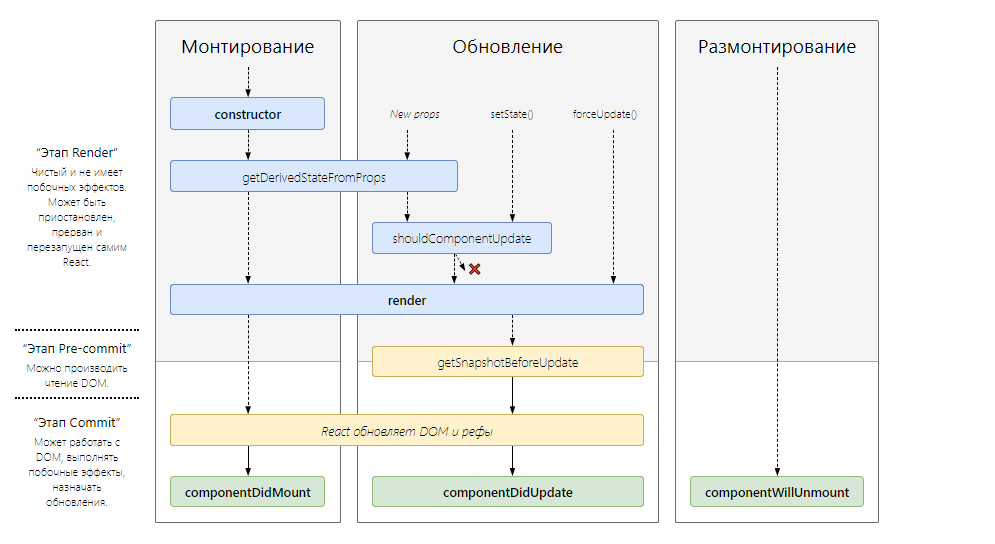 Монтирование
Обновление
Размонтирование
constructor
New props
setState()
forceUpdate()
“Этап Render”
Чистый и не имеет
побочных эффектов.
Может быть
приостановлен,
прерван и
перезапущен самим
React.
getDerivedStateFromProps
shouldComponentUpdate
render
“Этап Pre-commit”
Можно производить
чтение DOM.
getSnapshotBeforeUpdate
“Этап Commit”
Может работать с
DOM, выполнять
побочные эффекты,
назначать
обновления.
React обновляет DOM и рефы
componentDidMount
componentDidUpdate
componentWillUnmount